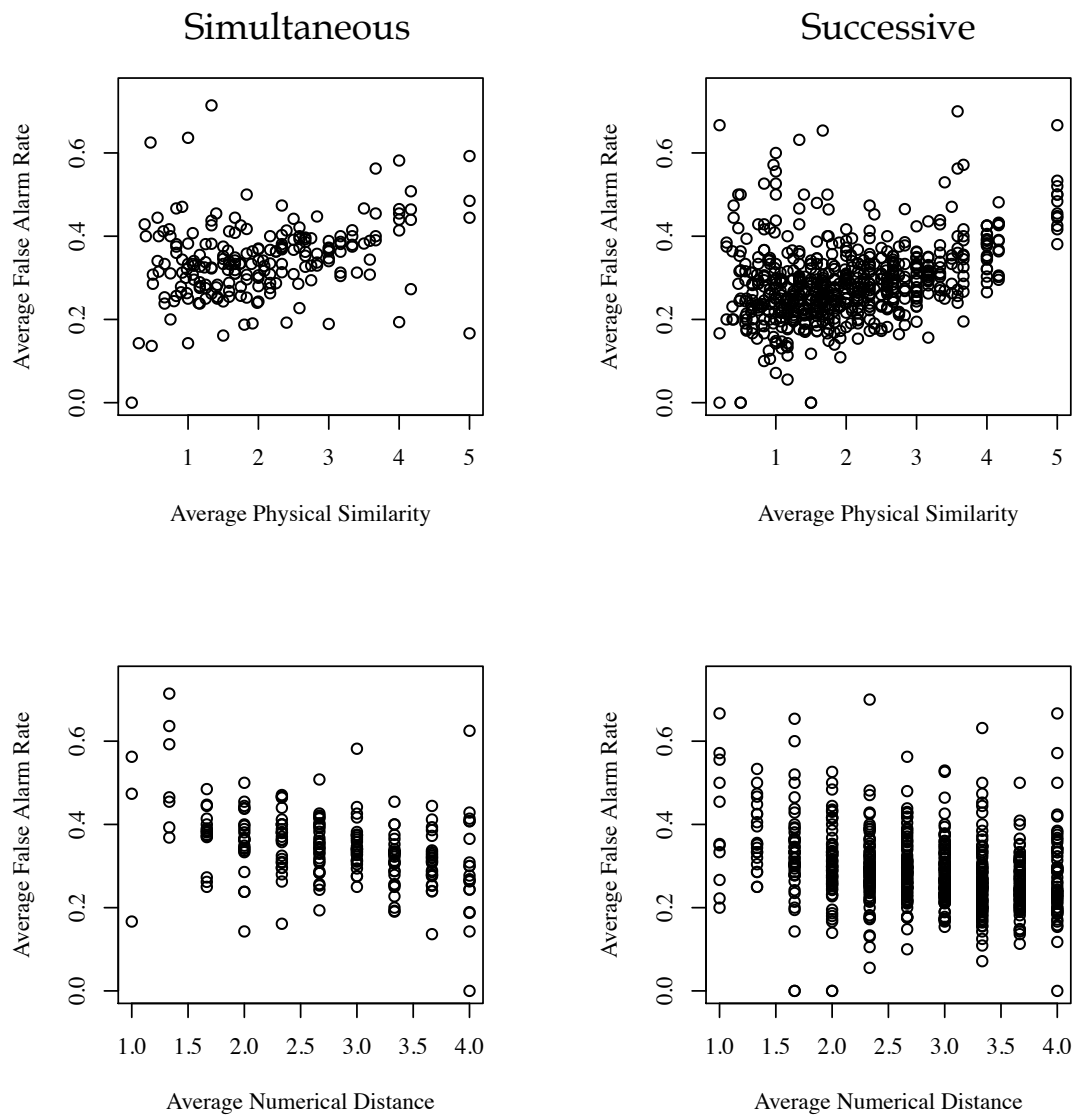 Simultaneous
Successive
Average False Alarm Rate
0.0 0.2 0.4 0.6
1 2 3 4 5
Average Physical Similarity
Average False Alarm Rate
0.0 0.2 0.4 0.6
1 2 3 4 5
Average Physical Similarity
Average False Alarm Rate
0.0 0.2 0.4 0.6
1.0 1.5 2.0 2.5 3.0 3.5 4.0
Average Numerical Distance
Average False Alarm Rate
0.0 0.2 0.4 0.6
1.0 1.5 2.0 2.5 3.0 3.5 4.0
Average Numerical Distance